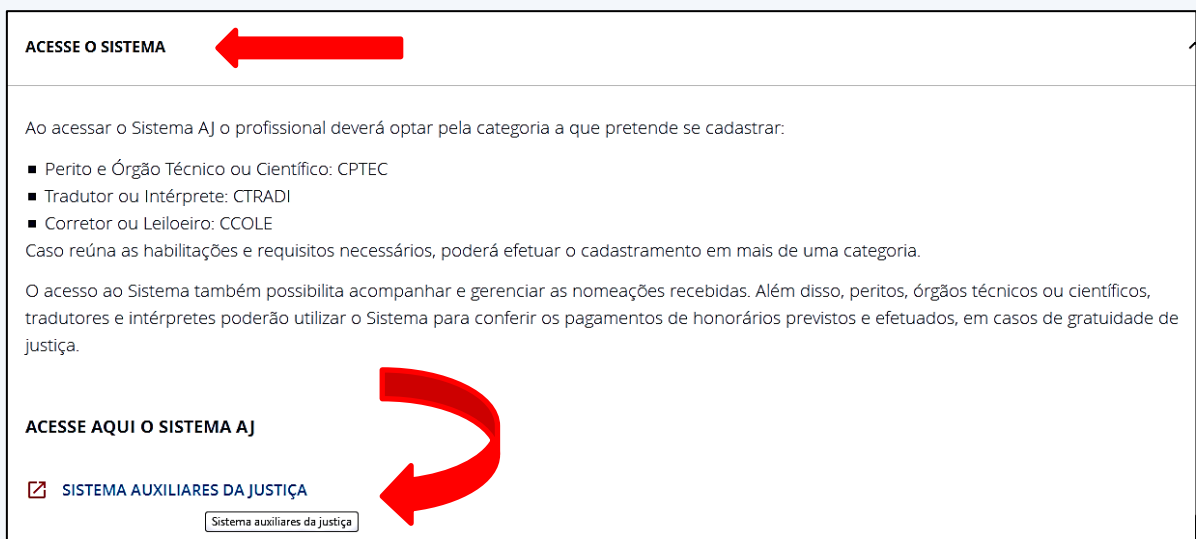 ACESSE O SISTEMA
Ao acessar o Sistema AJ o profissional deverá optar pela categoria a que pretende se cadastrar:
▪ Perito e Órgão Técnico ou Científico: CPTEC
▪ Tradutor ou Intérprete: CTRADI
▪ Corretor ou Leiloeiro: CCOLE
Caso reúna as habilitações e requisitos necessários, poderá efetuar o cadastramento em mais de uma categoria.
O acesso ao Sistema também possibilita acompanhar e gerenciar as nomeações recebidas. Além disso, peritos, órgãos técnicos ou científicos,
tradutores e intérpretes poderão utilizar o Sistema para conferir os pagamentos de honorários previstos e efetuados, em casos de gratuidade de
justiça.
ACESSE AQUI O SISTEMA AJ
SISTEMA AUXILIARES DA JUSTIÇA
Sistema auxiliares da justiça